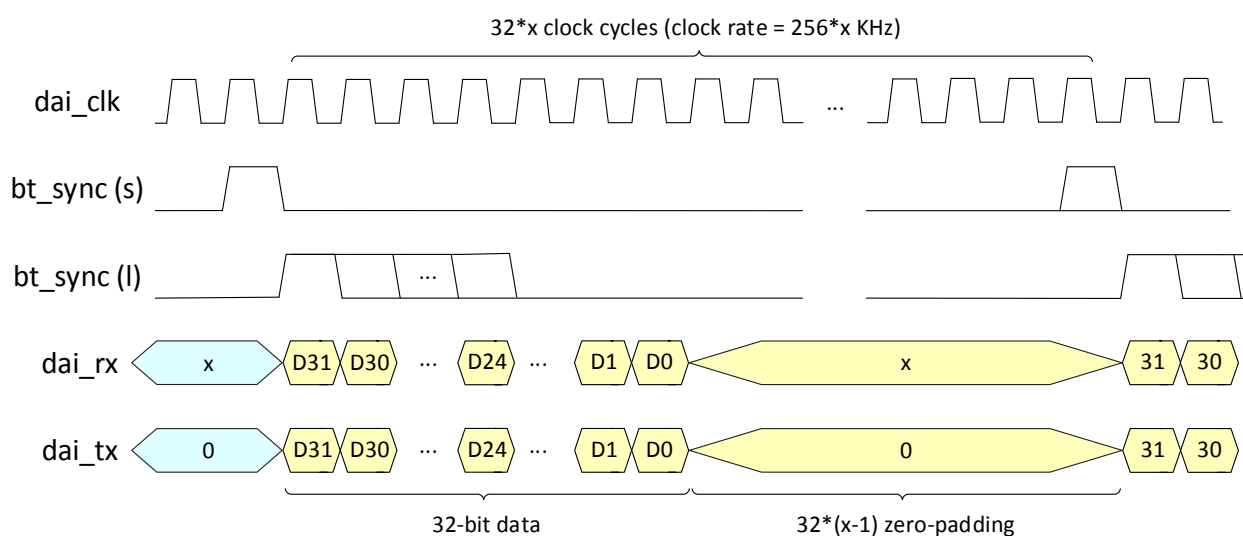 32*x clock cycles (clock rate = 256*x KHz)
dai_clk
...
bt_sync (s)
bt_sync (l)
...
dai_rx x D31 D30 ... D24 ... D1 D0 x 31 30
dai_tx 0 D31 D30 ... D24 ... D1 D0 0 31 30
32-bit data 32*(x-1) zero-padding